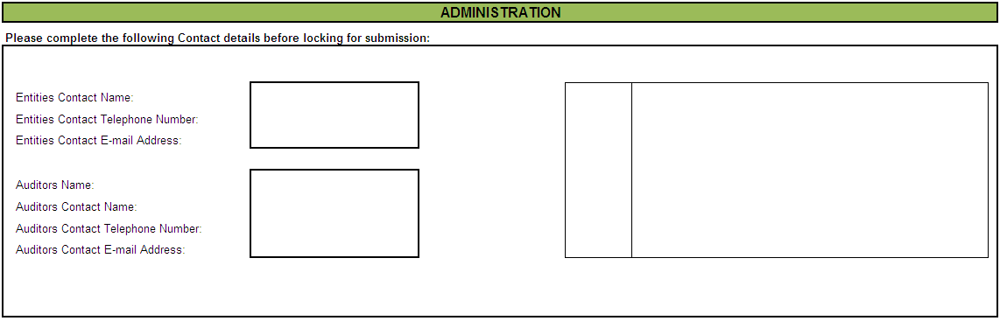 ADMINISTRATION
Please complete the following Contact details before locking for submission:
Entities Contact Name:
Entities Contact Telephone Number:
Entities Contact E-mail Address:
Auditors Name:
Auditors Contact Name:
Auditors Contact Telephone Number:
Auditors Contact E-mail Address: